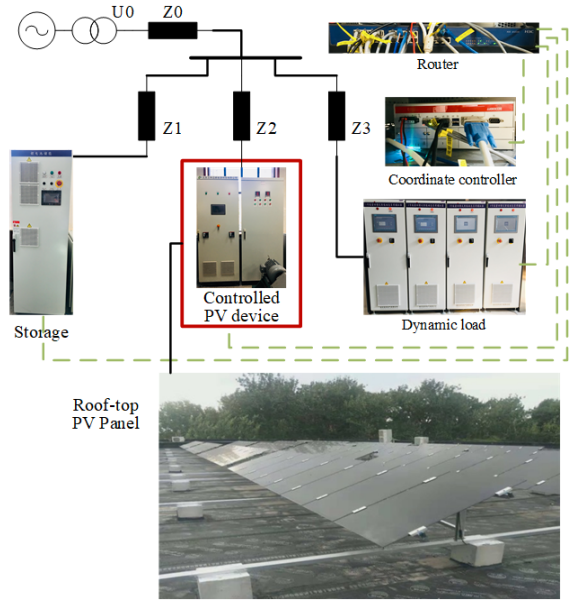 U0
Z0
Router
Z1
Z2
Z3
Coordinate controller
Controlled
PV device
Storage
Dynamic load
Roof-top
PV Panel